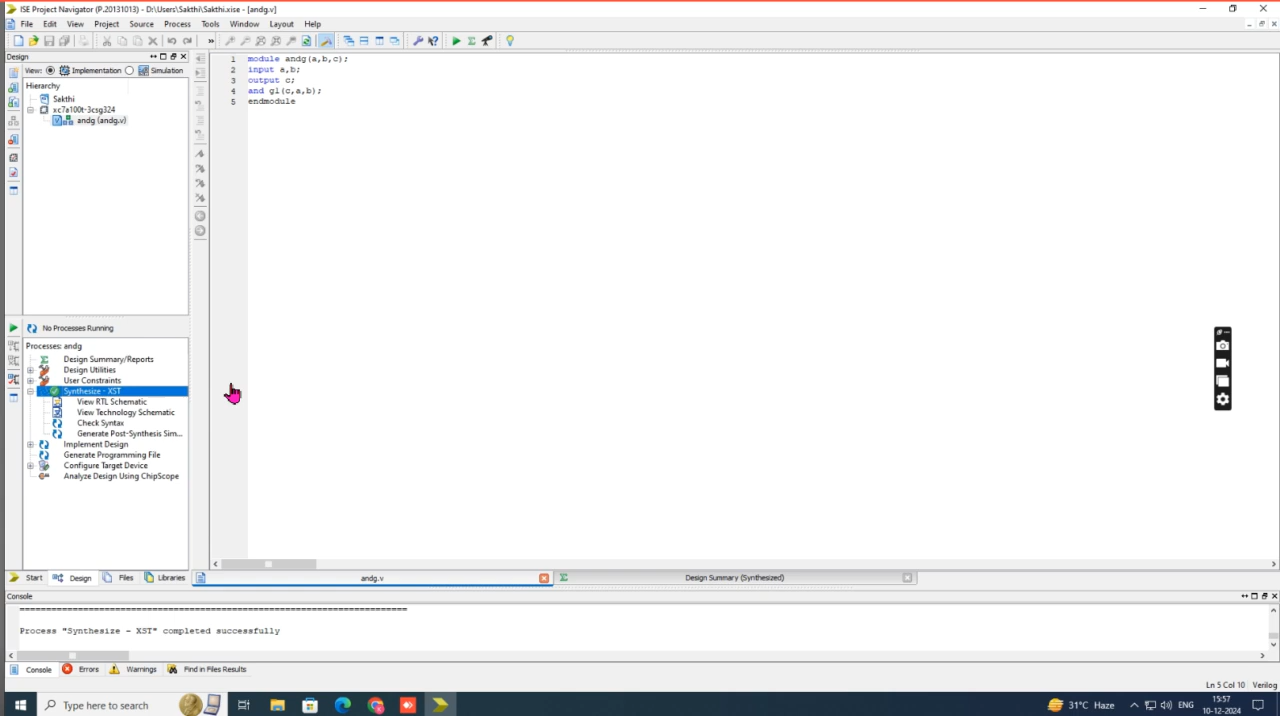 ISE Project Navigator (P.20131013) - D:\Users\Sakthi\Sakthi.xise - [andg.v]
File Edit View Project Source Process Tools Window Layout Help
»
Design
View: Implementation Simulation
Hierarchy
Sakthi
xc7a100t-3csg324
andg (andg.v)
1 module andg(a,b,c);
2 input a,b;
3 output c;
4 and g1(c,a,b);
5 endmodule
No Processes Running
Processes: andg
Design Summary/Reports
Design Utilities
User Constraints
Synthesize - XST
View RTL Schematic
View Technology Schematic
Check Syntax
Generate Post-Synthesis Sim...
Implement Design
Generate Programming File
Configure Target Device
Analyze Design Using ChipScope
Start Design Files Libraries
andg.v Design Summary (Synthesized)
Console
=========================================================================
Process "Synthesize - XST" completed successfully
Console Errors Warnings Find in Files Results
Ln 5 Col 10 Verilog
Type here to search
31°C Haze
ENG
15:57
10-12-2024